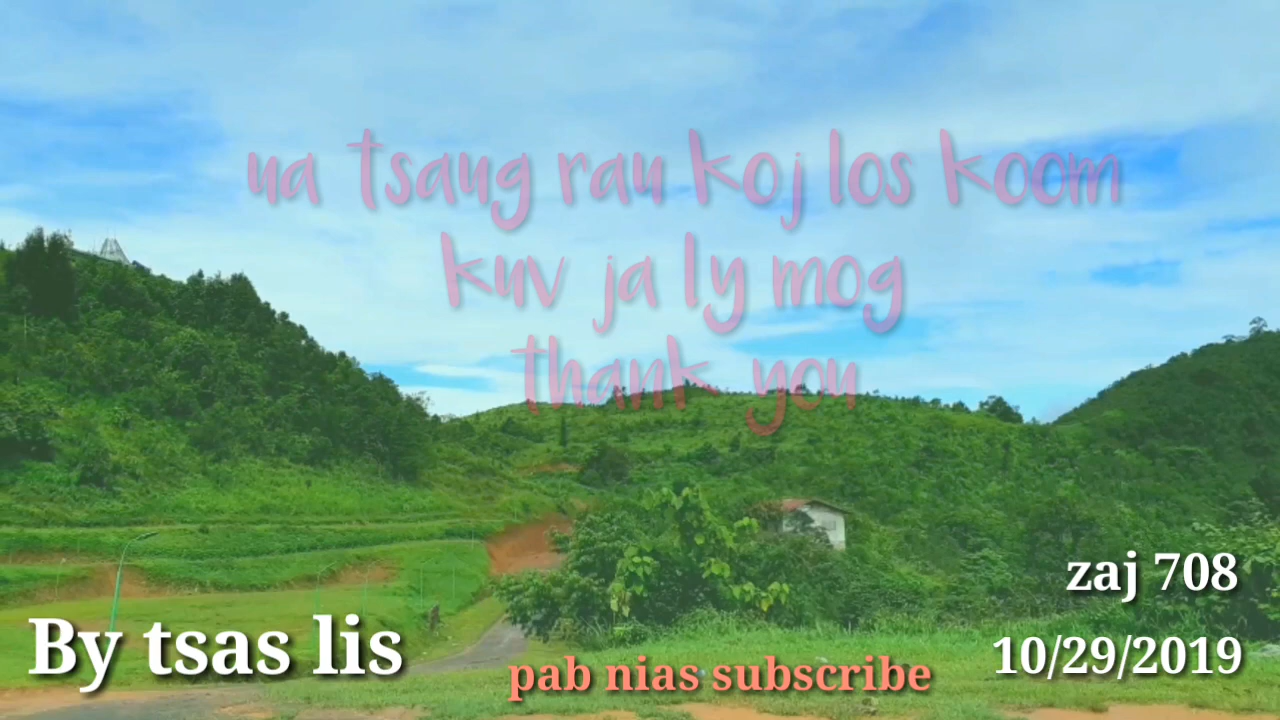 ua tsaug rau koj los koom
kuv ja ly mog
thank you
zaj 708
By tsas lis
10/29/2019
pab nias subscribe